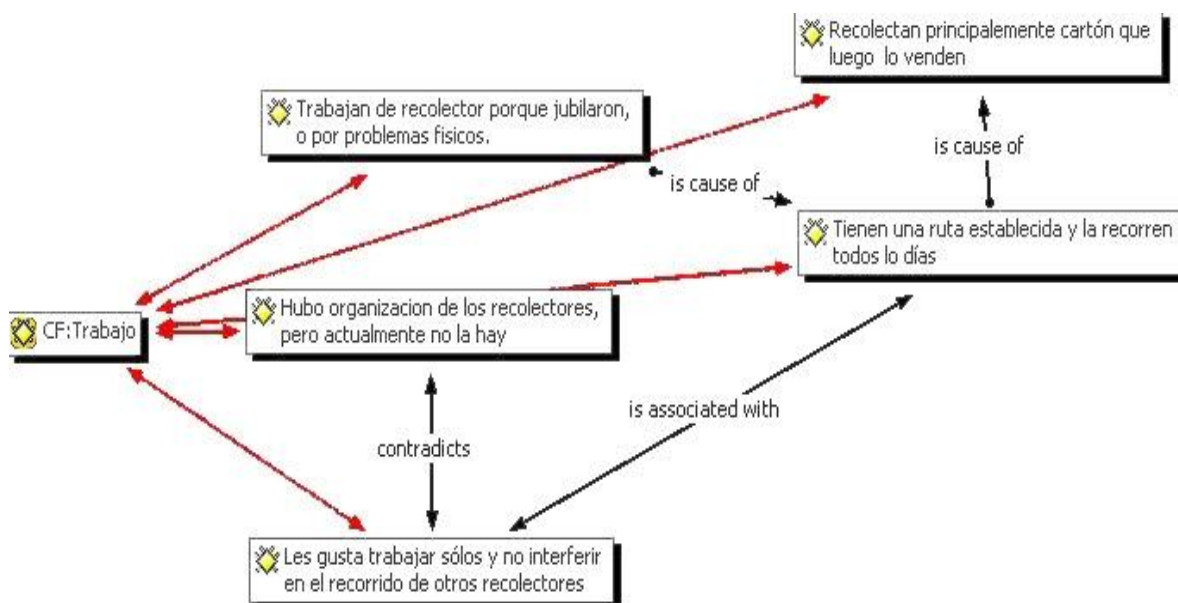 Recolectan principalmente cartón que
luego lo venden
Trabajan de recolector porque jubilaron,
o por problemas fisicos.
is cause of
is cause of
Tienen una ruta establecida y la recorren
todos lo días
Hubo organizacion de los recolectores,
pero actualmente no la hay
CF:Trabajo
is associated with
contradicts
Les gusta trabajar sólos y no interferir
en el recorrido de otros recolectores